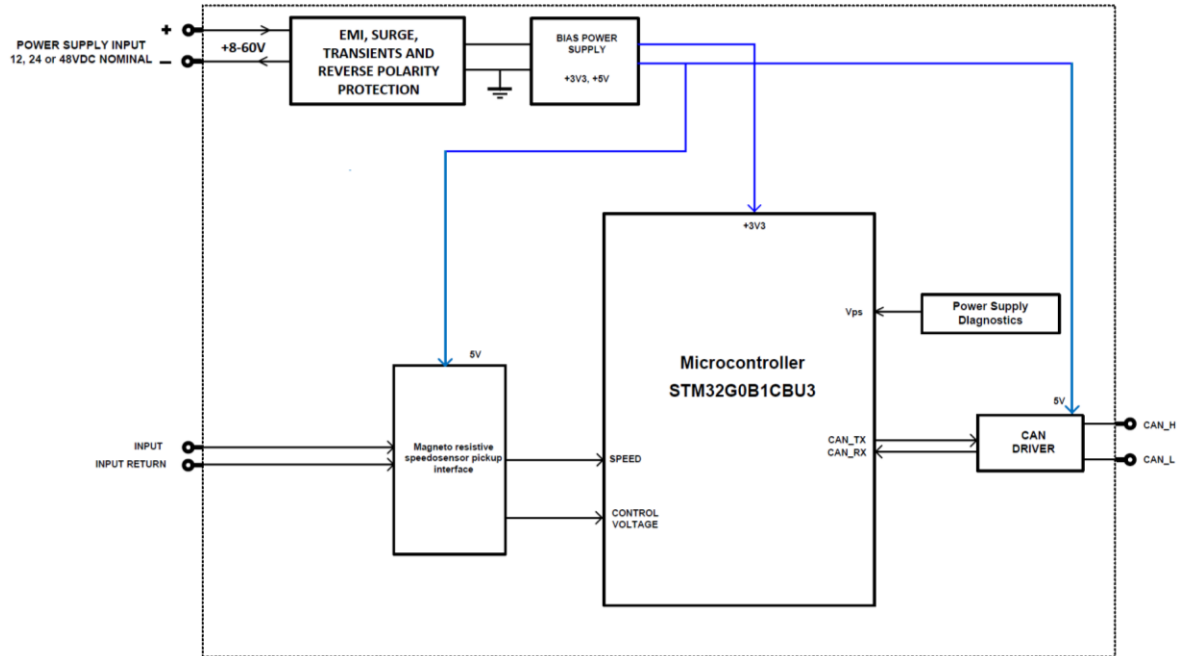 POWER SUPPLY INPUT
12, 24 or 48VDC NOMINAL
+
−
+8-60V
EMI, SURGE,
TRANSIENTS AND
REVERSE POLARITY
PROTECTION
BIAS POWER
SUPPLY
+3V3, +5V
+3V3
Vps
Power Supply
Diagnostics
Microcontroller
STM32G0B1CBU3
5V
Magneto resistive
speedosensor pickup
interface
INPUT
INPUT RETURN
SPEED
CONTROL
VOLTAGE
CAN_TX
CAN_RX
5V
CAN
DRIVER
CAN_H
CAN_L